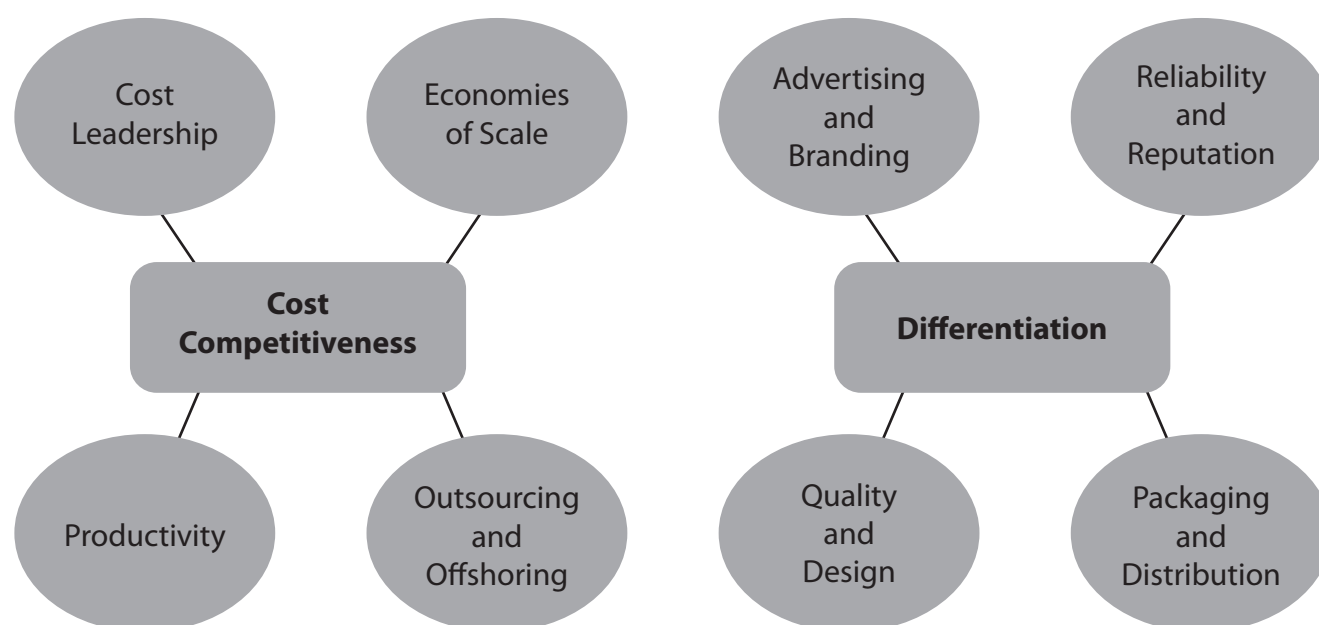 Cost
Leadership
Economies
of Scale
Advertising
and
Branding
Reliability
and
Reputation
Cost
Competitiveness
Differentiation
Productivity
Outsourcing
and
Offshoring
Quality
and
Design
Packaging
and
Distribution